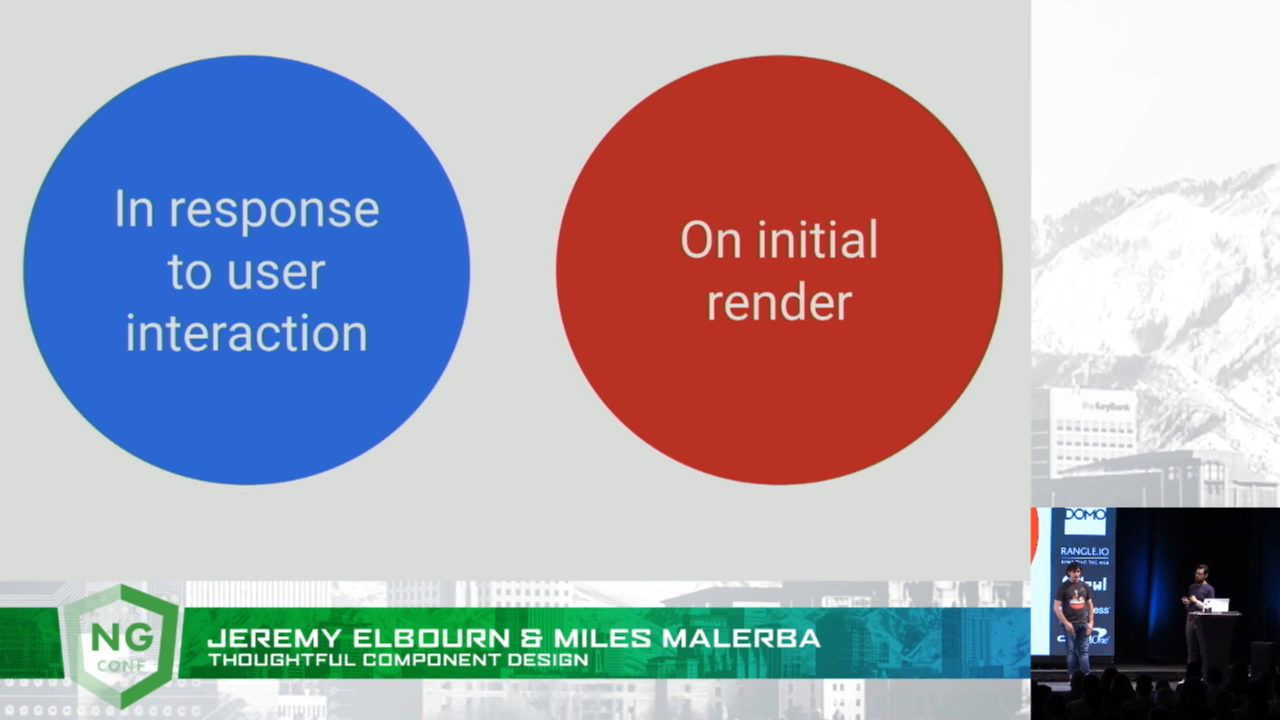 In response
to user
interaction
On initial
render
KeyBank
DOMO
RANGLE.IO
NG
CONF
JEREMY ELBOURN & MILES MALERBA
THOUGHTFUL COMPONENT DESIGN